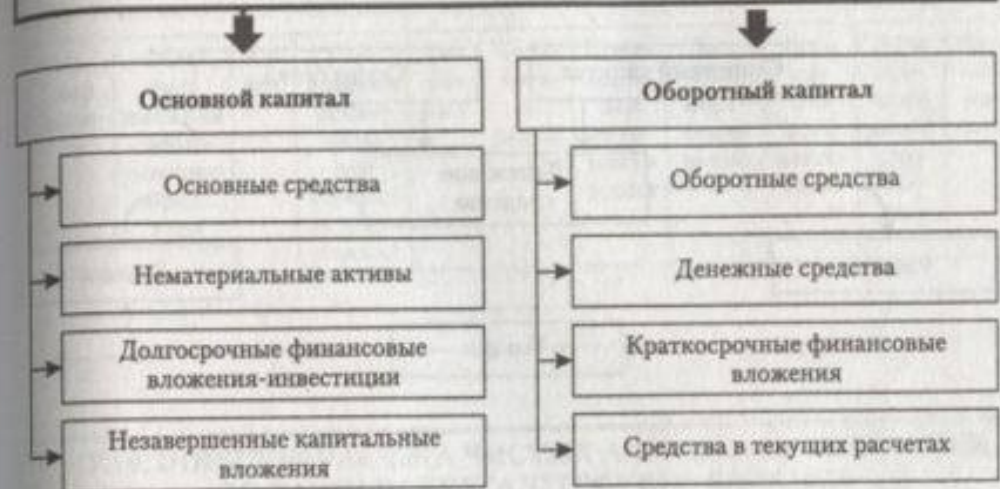 Основной капитал
Основные средства
Нематериальные активы
Долгосрочные финансовые
вложения-инвестиции
Незавершенные капитальные
вложения
Оборотный капитал
Оборотные средства
Денежные средства
Краткосрочные финансовые
вложения
Средства в текущих расчетах